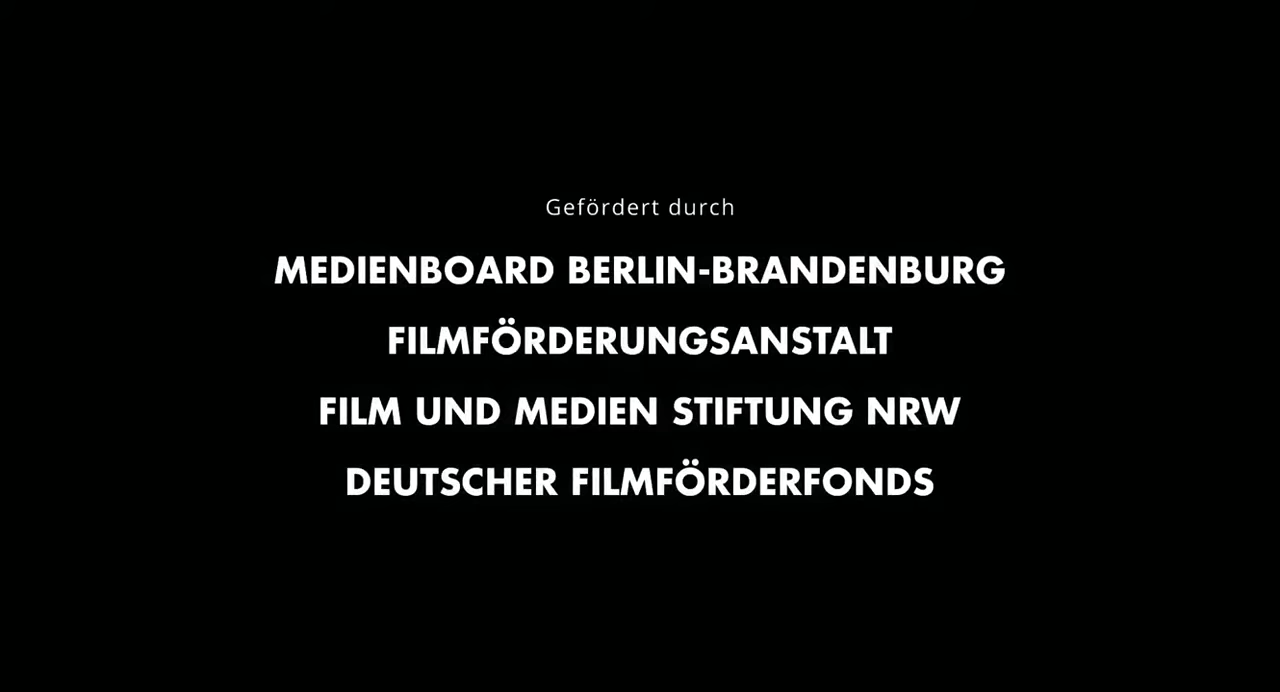 Gefördert durch
MEDIENBOARD BERLIN-BRANDENBURG
FILMFÖRDERUNGSANSTALT
FILM UND MEDIEN STIFTUNG NRW
DEUTSCHER FILMFÖRDERFONDS